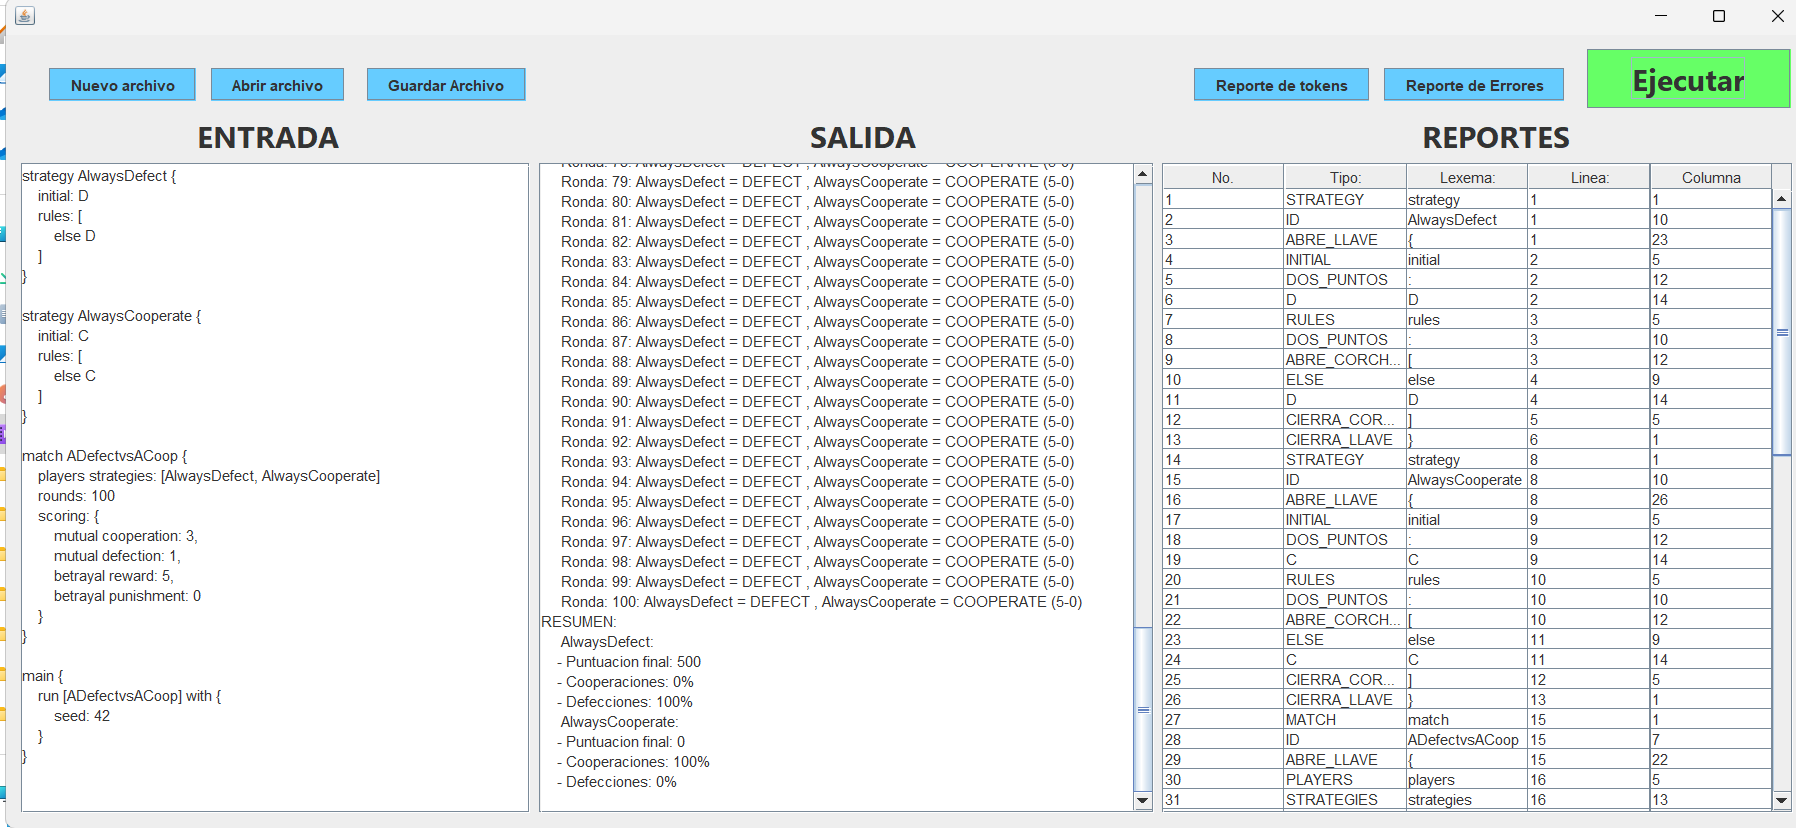 Nuevo archivo
Abrir archivo
Guardar Archivo
Reporte de tokens
Reporte de Errores
Ejecutar
ENTRADA
strategy AlwaysDefect {
initial: D
rules: [
else D
]
}
strategy AlwaysCooperate {
initial: C
rules: [
else C
]
}
match ADefectvsACoop {
players strategies: [AlwaysDefect, AlwaysCooperate]
rounds: 100
scoring: {
mutual cooperation: 3,
mutual defection: 1,
betrayal reward: 5,
betrayal punishment: 0
}
}
main {
run [ADefectvsACoop] with {
seed: 42
}
}
SALIDA
Ronda: 79: AlwaysDefect = DEFECT , AlwaysCooperate = COOPERATE (5-0)
Ronda: 80: AlwaysDefect = DEFECT , AlwaysCooperate = COOPERATE (5-0)
Ronda: 81: AlwaysDefect = DEFECT , AlwaysCooperate = COOPERATE (5-0)
Ronda: 82: AlwaysDefect = DEFECT , AlwaysCooperate = COOPERATE (5-0)
Ronda: 83: AlwaysDefect = DEFECT , AlwaysCooperate = COOPERATE (5-0)
Ronda: 84: AlwaysDefect = DEFECT , AlwaysCooperate = COOPERATE (5-0)
Ronda: 85: AlwaysDefect = DEFECT , AlwaysCooperate = COOPERATE (5-0)
Ronda: 86: AlwaysDefect = DEFECT , AlwaysCooperate = COOPERATE (5-0)
Ronda: 87: AlwaysDefect = DEFECT , AlwaysCooperate = COOPERATE (5-0)
Ronda: 88: AlwaysDefect = DEFECT , AlwaysCooperate = COOPERATE (5-0)
Ronda: 89: AlwaysDefect = DEFECT , AlwaysCooperate = COOPERATE (5-0)
Ronda: 90: AlwaysDefect = DEFECT , AlwaysCooperate = COOPERATE (5-0)
Ronda: 91: AlwaysDefect = DEFECT , AlwaysCooperate = COOPERATE (5-0)
Ronda: 92: AlwaysDefect = DEFECT , AlwaysCooperate = COOPERATE (5-0)
Ronda: 93: AlwaysDefect = DEFECT , AlwaysCooperate = COOPERATE (5-0)
Ronda: 94: AlwaysDefect = DEFECT , AlwaysCooperate = COOPERATE (5-0)
Ronda: 95: AlwaysDefect = DEFECT , AlwaysCooperate = COOPERATE (5-0)
Ronda: 96: AlwaysDefect = DEFECT , AlwaysCooperate = COOPERATE (5-0)
Ronda: 97: AlwaysDefect = DEFECT , AlwaysCooperate = COOPERATE (5-0)
Ronda: 98: AlwaysDefect = DEFECT , AlwaysCooperate = COOPERATE (5-0)
Ronda: 99: AlwaysDefect = DEFECT , AlwaysCooperate = COOPERATE (5-0)
Ronda: 100: AlwaysDefect = DEFECT , AlwaysCooperate = COOPERATE (5-0)
RESUMEN:
AlwaysDefect:
- Puntuacion final: 500
- Cooperaciones: 0%
- Defecciones: 100%
AlwaysCooperate:
- Puntuacion final: 0
- Cooperaciones: 100%
- Defecciones: 0%
REPORTES
No. Tipo: Lexema: Linea: Columna
1 STRATEGY strategy 1 1
2 ID AlwaysDefect 1 10
3 ABRE_LLAVE { 1 23
4 INITIAL initial 2 5
5 DOS_PUNTOS : 2 12
6 D D 2 14
7 RULES rules 3 5
8 DOS_PUNTOS : 3 10
9 ABRE_CORCH... [ 3 12
10 ELSE else 4 9
11 D D 4 14
12 CIERRA_COR... ] 5 5
13 CIERRA_LLAVE } 6 1
14 STRATEGY strategy 8 1
15 ID AlwaysCooperate 8 10
16 ABRE_LLAVE { 8 26
17 INITIAL initial 9 5
18 DOS_PUNTOS : 9 12
19 C C 9 14
20 RULES rules 10 5
21 DOS_PUNTOS : 10 10
22 ABRE_CORCH... [ 10 12
23 ELSE else 11 9
24 C C 11 14
25 CIERRA_COR... ] 12 5
26 CIERRA_LLAVE } 13 1
27 MATCH match 15 1
28 ID ADefectvsACoop 15 7
29 ABRE_LLAVE { 15 22
30 PLAYERS players 16 5
31 STRATEGIES strategies 16 13